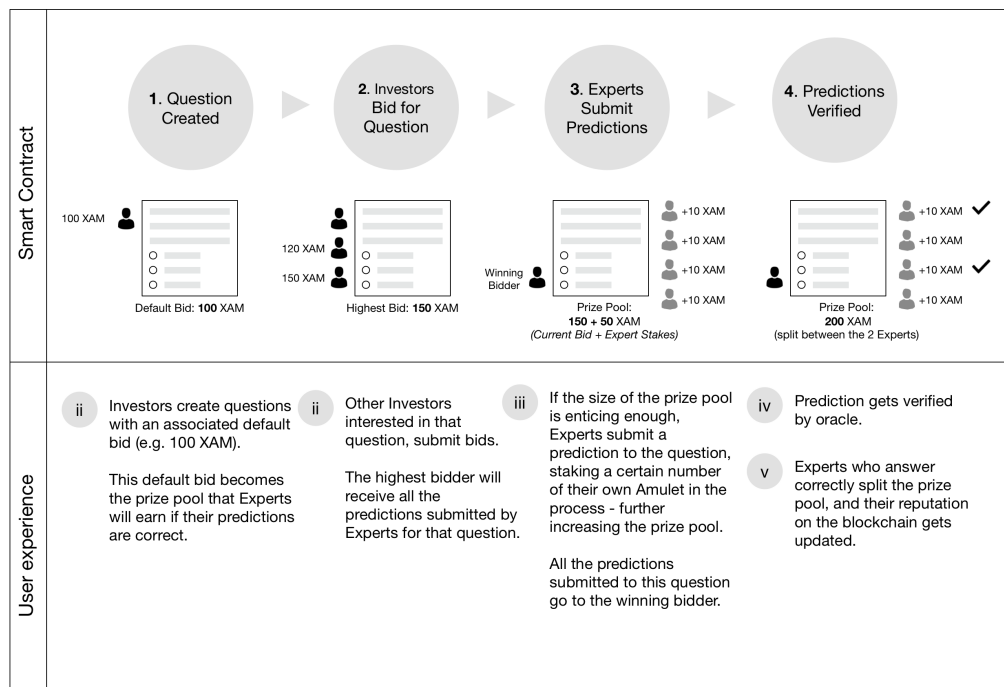 Smart Contract
1. Question
Created
2. Investors
Bid for
Question
3. Experts
Submit
Predictions
4. Predictions
Verified
100 XAM
Default Bid: 100 XAM
120 XAM
150 XAM
Highest Bid: 150 XAM
Winning
Bidder
+10 XAM
+10 XAM
+10 XAM
+10 XAM
Prize Pool:
150 + 50 XAM
(Current Bid + Expert Stakes)
+10 XAM
+10 XAM
+10 XAM
+10 XAM
Prize Pool:
200 XAM
(split between the 2 Experts)
User experience
ii
Investors create questions
with an associated default
bid (e.g. 100 XAM).
This default bid becomes
the prize pool that Experts
will earn if their predictions
are correct.
ii
Other Investors
interested in that
question, submit bids.
The highest bidder will
receive all the
predictions submitted by
Experts for that question.
iii
If the size of the prize pool
is enticing enough,
Experts submit a
prediction to the question,
staking a certain number
of their own Amulet in the
process - further
increasing the prize pool.
All the predictions
submitted to this question
go to the winning bidder.
iv
Prediction gets verified
by oracle.
v
Experts who answer
correctly split the prize
pool, and their reputation
on the blockchain gets
updated.